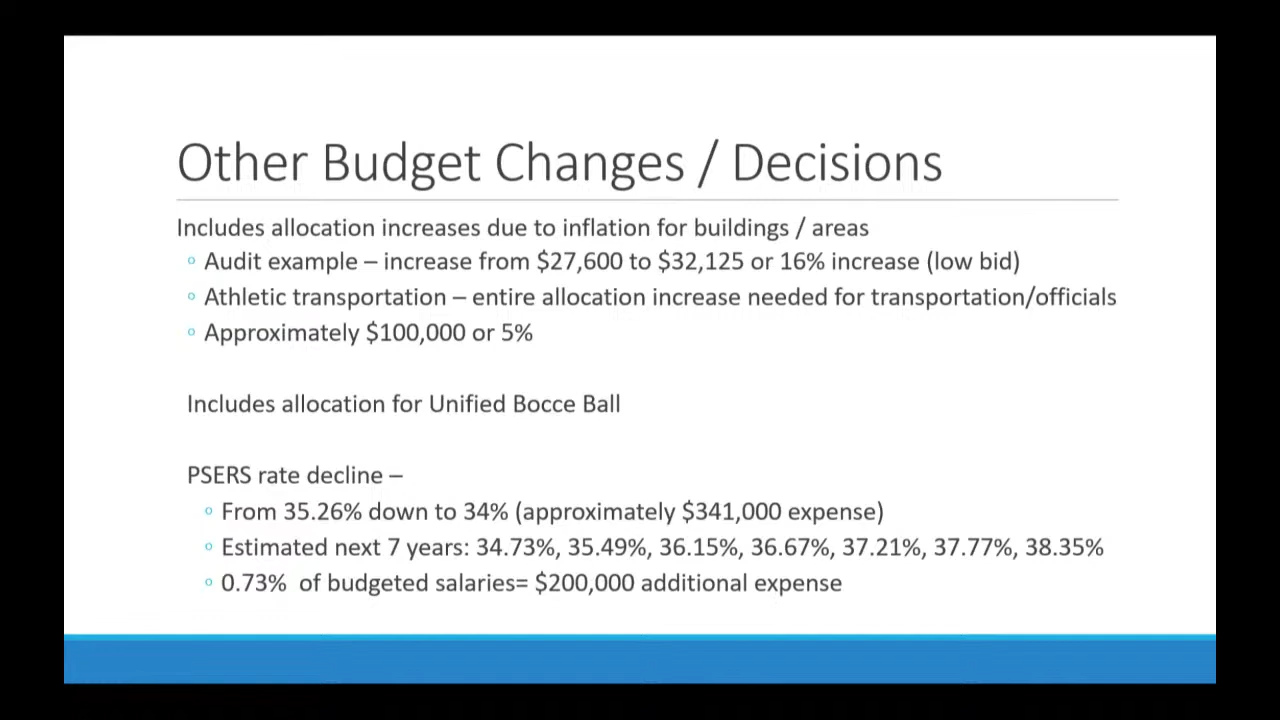 Other Budget Changes / Decisions
Includes allocation increases due to inflation for buildings / areas
◦ Audit example – increase from $27,600 to $32,125 or 16% increase (low bid)
◦ Athletic transportation – entire allocation increase needed for transportation/officials
◦ Approximately $100,000 or 5%
Includes allocation for Unified Bocce Ball
PSERS rate decline –
◦ From 35.26% down to 34% (approximately $341,000 expense)
◦ Estimated next 7 years: 34.73%, 35.49%, 36.15%, 36.67%, 37.21%, 37.77%, 38.35%
◦ 0.73%  of budgeted salaries= $200,000 additional expense